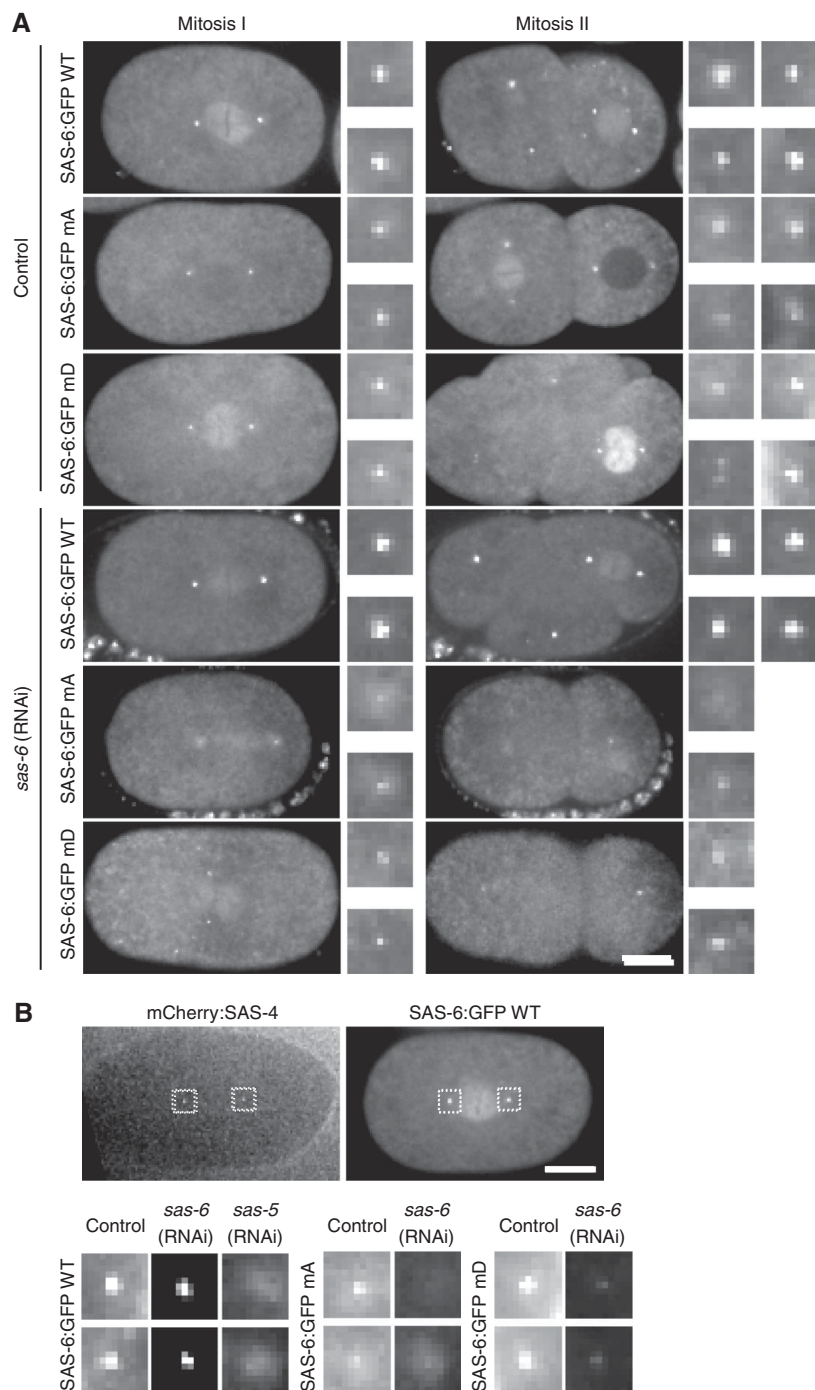 A
Mitosis I
Mitosis II
Control
SAS-6:GFP WT
SAS-6:GFP mA
SAS-6:GFP mD
sas-6 (RNAi)
SAS-6:GFP WT
SAS-6:GFP mA
SAS-6:GFP mD
B
mCherry:SAS-4
SAS-6:GFP WT
Control
sas-6
(RNAi)
sas-5
(RNAi)
Control
sas-6
(RNAi)
Control
sas-6
(RNAi)
SAS-6:GFP WT
SAS-6:GFP mA
SAS-6:GFP mD